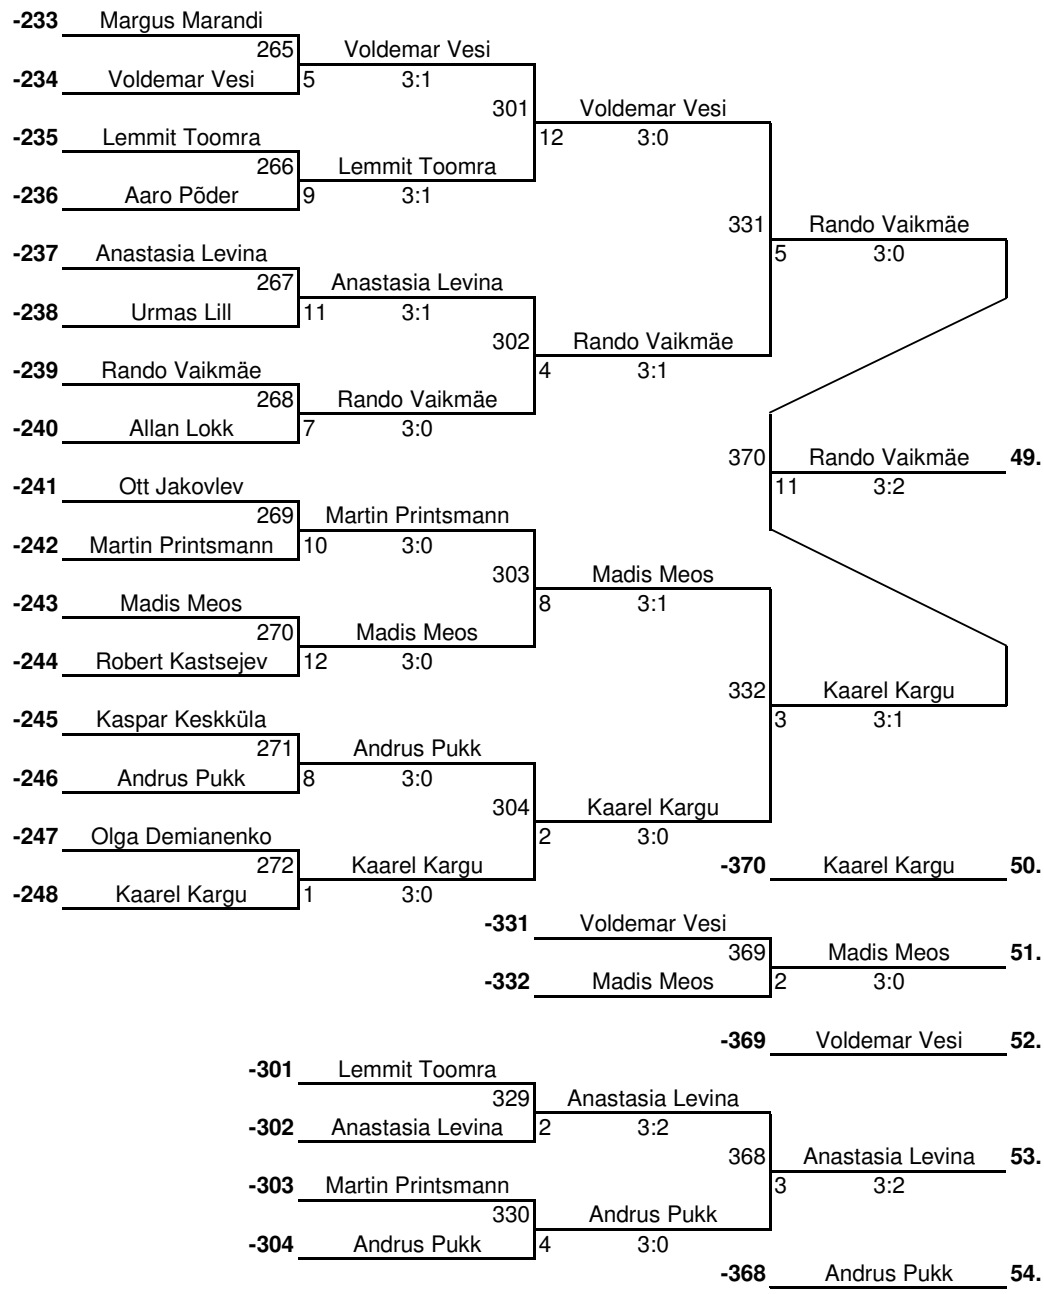 -233 Margus Marandi
265 Voldemar Vesi
-234 Voldemar Vesi 5 3:1
301 Voldemar Vesi
-235 Lemmit Toomra 12 3:0
266 Lemmit Toomra
-236 Aaro Põder 9 3:1
331 Rando Vaikmäe
-237 Anastasia Levina 5 3:0
267 Anastasia Levina
-238 Urmas Lill 11 3:1
302 Rando Vaikmäe
-239 Rando Vaikmäe 4 3:1
268 Rando Vaikmäe
-240 Allan Lokk 7 3:0
370 Rando Vaikmäe 49.
-241 Ott Jakovlev 11 3:2
269 Martin Printsmann
-242 Martin Printsmann 10 3:0
303 Madis Meos
-243 Madis Meos 8 3:1
270 Madis Meos
-244 Robert Kastsejev 12 3:0
332 Kaarel Kargu
-245 Kaspar Keskküla 3 3:1
271 Andrus Pukk
-246 Andrus Pukk 8 3:0
304 Kaarel Kargu
-247 Olga Demianenko 2 3:0
272 Kaarel Kargu -370 Kaarel Kargu 50.
-248 Kaarel Kargu 1 3:0
-331 Voldemar Vesi
369 Madis Meos 51.
-332 Madis Meos 2 3:0
-369 Voldemar Vesi 52.
-301 Lemmit Toomra
329 Anastasia Levina
-302 Anastasia Levina 2 3:2
368 Anastasia Levina 53.
-303 Martin Printsmann 3 3:2
330 Andrus Pukk
-304 Andrus Pukk 4 3:0
-368 Andrus Pukk 54.